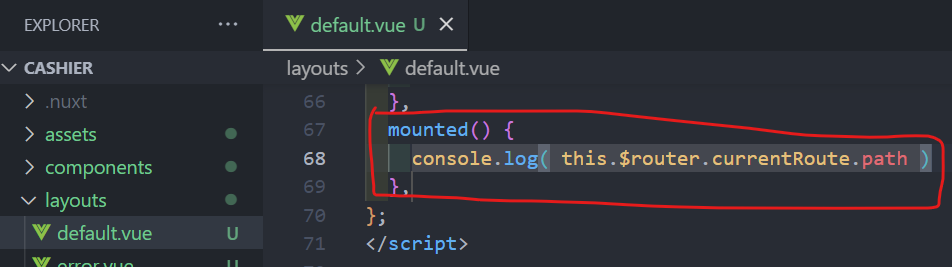 EXPLORER
···
default.vue U ×
CASHIER
layouts > default.vue
.nuxt
assets
components
layouts
default.vue U
error.vue
66 },
67 mounted() {
68 console.log( this.$router.currentRoute.path )
69 },
70 };
71 </script>